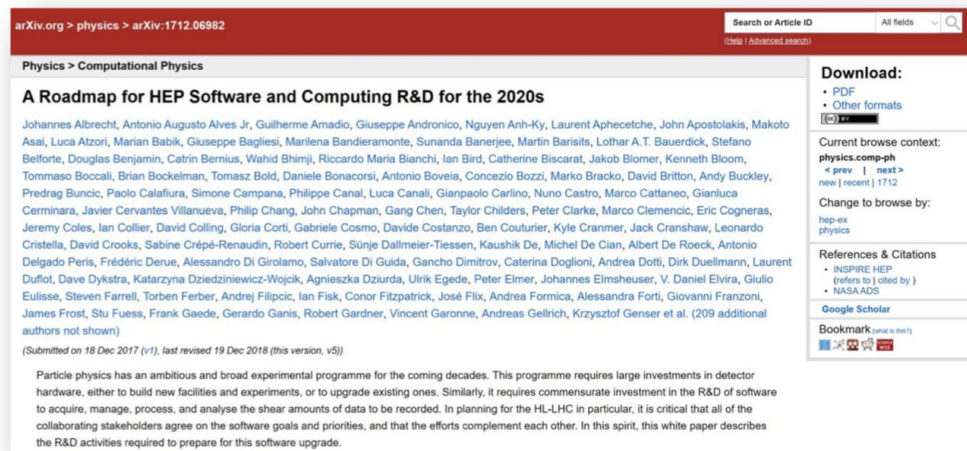 arXiv.org > physics > arXiv:1712.06982
Search or Article ID
All fields
(Help | Advanced search)
Physics > Computational Physics
A Roadmap for HEP Software and Computing R&D for the 2020s
Johannes Albrecht, Antonio Augusto Alves Jr, Guilherme Amadio, Giuseppe Andronico, Nguyen Anh-Ky, Laurent Aphecetche, John Apostolakis, Makoto
Asai, Luca Atzori, Marian Babik, Giuseppe Bagliesi, Marilena Bandieramonte, Sunanda Banerjee, Martin Barisits, Lothar A.T. Bauerdick, Stefano
Belforte, Douglas Benjamin, Catrin Bernius, Wahid Bhimji, Riccardo Maria Bianchi, Ian Bird, Catherine Biscarat, Jakob Blomer, Kenneth Bloom,
Tommaso Boccali, Brian Bockelman, Tomasz Bold, Daniele Bonacorsi, Antonio Boveia, Concezio Bozzi, Marko Bracko, David Britton, Andy Buckley,
Predrag Buncic, Paolo Calafiura, Simone Campana, Philippe Canal, Luca Canali, Gianpaolo Carlino, Nuno Castro, Marco Cattaneo, Gianluca
Cerminara, Javier Cervantes Villanueva, Philip Chang, John Chapman, Gang Chen, Taylor Childers, Peter Clarke, Marco Clemencic, Eric Cogneras,
Jeremy Coles, Ian Collier, David Colling, Gloria Corti, Gabriele Cosmo, Davide Costanzo, Ben Couturier, Kyle Cranmer, Jack Cranshaw, Leonardo
Cristella, David Crooks, Sabine Crépé-Renaudin, Robert Currie, Sünje Dallmeier-Tiessen, Kaushik De, Michel De Cian, Albert De Roeck, Antonio
Delgado Peris, Frédéric Derue, Alessandro Di Girolamo, Salvatore Di Guida, Gancho Dimitrov, Caterina Doglioni, Andrea Dotti, Dirk Duellmann, Laurent
Duflot, Dave Dykstra, Katarzyna Dziedziniewicz-Wojcik, Agnieszka Dziurda, Ulrik Egede, Peter Elmer, Johannes Elmsheuser, V. Daniel Elvira, Giulio
Eulisse, Steven Farrell, Torben Ferber, Andrej Filipcic, Ian Fisk, Conor Fitzpatrick, José Flix, Andrea Formica, Alessandra Forti, Giovanni Franzoni,
James Frost, Stu Fuess, Frank Gaede, Gerardo Ganis, Robert Gardner, Vincent Garonne, Andreas Gellrich, Krzysztof Genser et al. (209 additional
authors not shown)
(Submitted on 18 Dec 2017 (v1), last revised 19 Dec 2018 (this version, v5))
Particle physics has an ambitious and broad experimental programme for the coming decades. This programme requires large investments in detector
hardware, either to build new facilities and experiments, or to upgrade existing ones. Similarly, it requires commensurate investment in the R&D of software
to acquire, manage, process, and analyse the shear amounts of data to be recorded. In planning for the HL-LHC in particular, it is critical that all of the
collaborating stakeholders agree on the software goals and priorities, and that the efforts complement each other. In this spirit, this white paper describes
the R&D activities required to prepare for this software upgrade.
Download:
• PDF
• Other formats
(cc) BY
Current browse context:
physics.comp-ph
< prev | next >
new | recent | 1712
Change to browse by:
hep-ex
physics
References & Citations
• INSPIRE HEP
(refers to | cited by )
• NASA ADS
Google Scholar
Bookmark (what is this?)